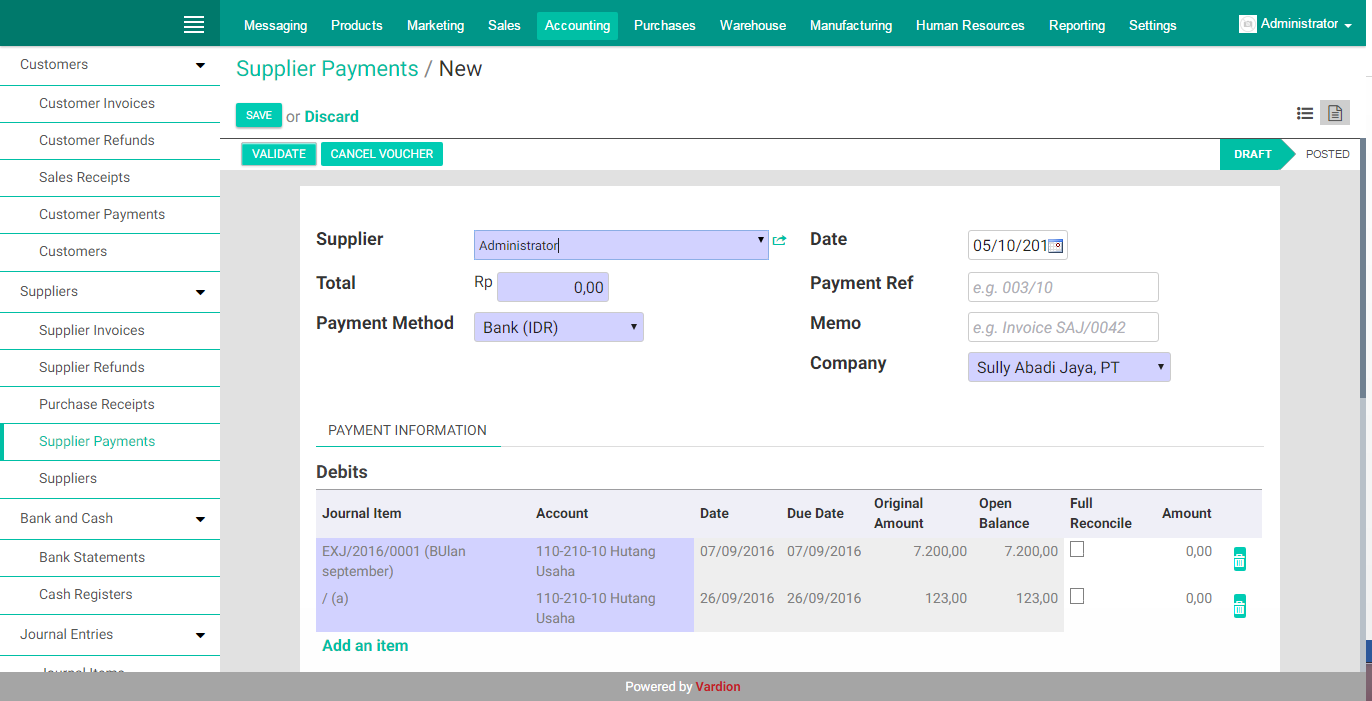 Messaging Products Marketing Sales Accounting Purchases Warehouse Manufacturing Human Resources Reporting Settings Administrator
Customers
Customer Invoices
Customer Refunds
Sales Receipts
Customer Payments
Customers
Suppliers
Supplier Invoices
Supplier Refunds
Purchase Receipts
Supplier Payments
Suppliers
Bank and Cash
Bank Statements
Cash Registers
Journal Entries
Journal Items
Supplier Payments / New
SAVE or Discard
VALIDATE CANCEL VOUCHER DRAFT POSTED
Supplier Administrator Date 05/10/201
Total Rp 0,00 Payment Ref e.g. 003/10
Payment Method Bank (IDR) Memo e.g. Invoice SAJ/0042
Company Sully Abadi Jaya, PT
PAYMENT INFORMATION
Debits
Journal Item Account Date Due Date Original Amount Open Balance Full Reconcile Amount
EXJ/2016/0001 (BUlan 110-210-10 Hutang 07/09/2016 07/09/2016 7.200,00 7.200,00 0,00
september) Usaha
/ (a) 110-210-10 Hutang 26/09/2016 26/09/2016 123,00 123,00 0,00
Usaha
Add an item
Powered by Vardion